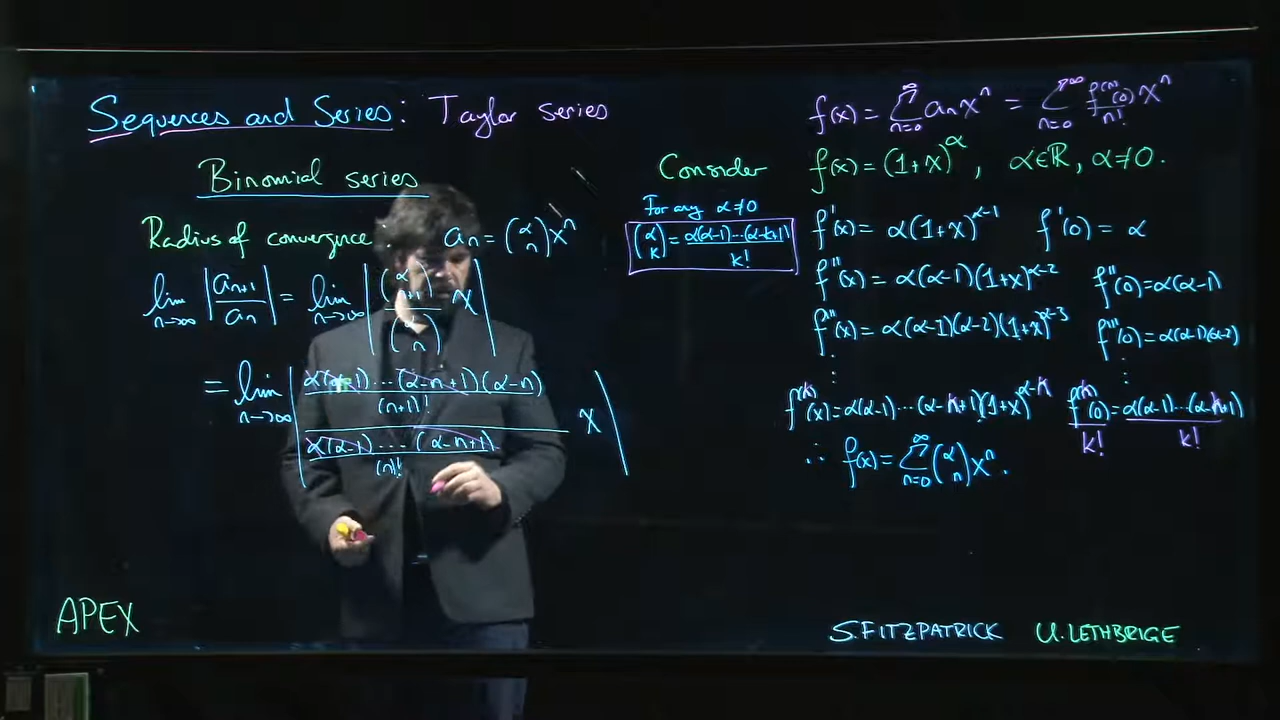 Sequences and Series: Taylor series
Binomial series
Radius of convergence: aₙ = (α n) xⁿ
lim n→∞ |aₙ₊₁/aₙ| = lim n→∞ |(α n+1)/(α n) x|
= lim n→∞ |(α(α-1)...(α-n+1)(α-n)/(n+1)!)/(α(α-1)....(α-n+1)/(n)!) x|
f(x) = ∑ n=0 ∞ aₙxⁿ = ∑ n=0 ∞ f⁽ⁿ⁾(0)/n! xⁿ
Consider f(x) = (1+x)^α, α∈ℝ, α≠0.
For any α≠0
(α k) = α(α-1)...(α-k+1)/k!
f'(x) = α(1+x)^α-1 f'(0) = α
f''(x) = α(α-1)(1+x)^α-2 f''(0) = α(α-1)
f'''(x) = α(α-1)(α-2)(1+x)^α-3 f'''(0) = α(α-1)(α-2)
⋮ ⋮
f⁽ᵏ⁾(x) = α(α-1)...(α-k+1)(1+x)^α-k f⁽ᵏ⁾(0)/k! = α(α-1)...(α-k+1)/k!
∴ f(x) = ∑ n=0 ∞ (α n) xⁿ.
APEX
S.FITZPATRICK U.LETHBRIGE